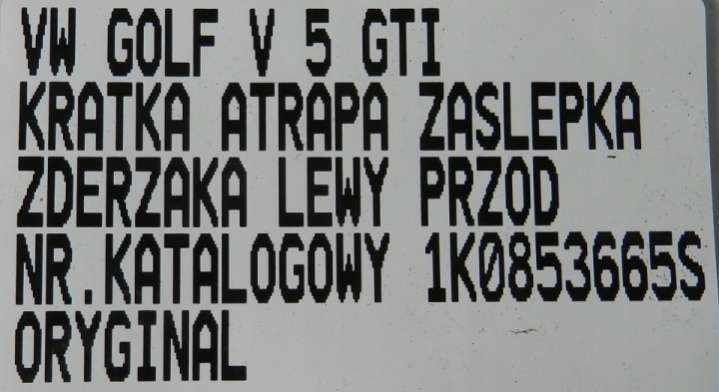 VW GOLF V 5 GTI
KRATKA ATRAPA ZASLEPKA
ZDERZAKA LEWY PRZOD
NR.KATALOGOWY 1K0853665S
ORYGINAL